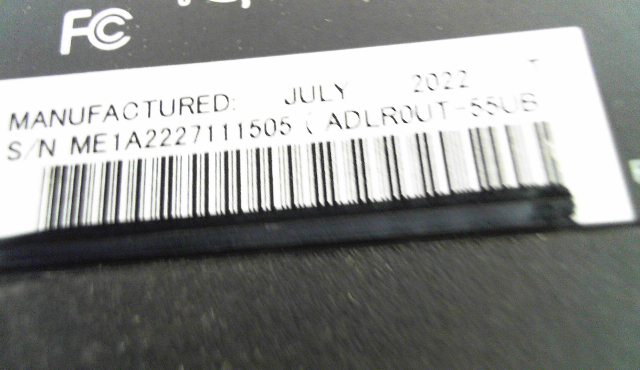 FC
MANUFACTURED: JULY 2022
S/N ME1A2227111505 ( ADLR0UT-55UB